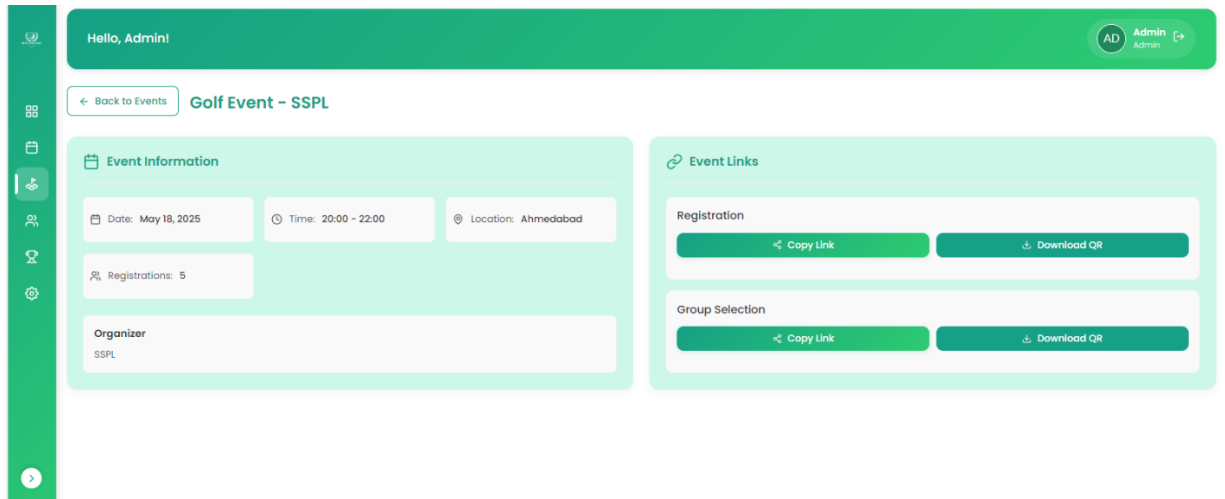 Hello, Admin!
AD
Admin
Admin
Back to Events
Golf Event - SSPL
Event Information
Date: May 18, 2025
Time: 20:00 - 22:00
Location: Ahmedabad
Registrations: 5
Organizer
SSPL
Event Links
Registration
Copy Link
Download QR
Group Selection
Copy Link
Download QR